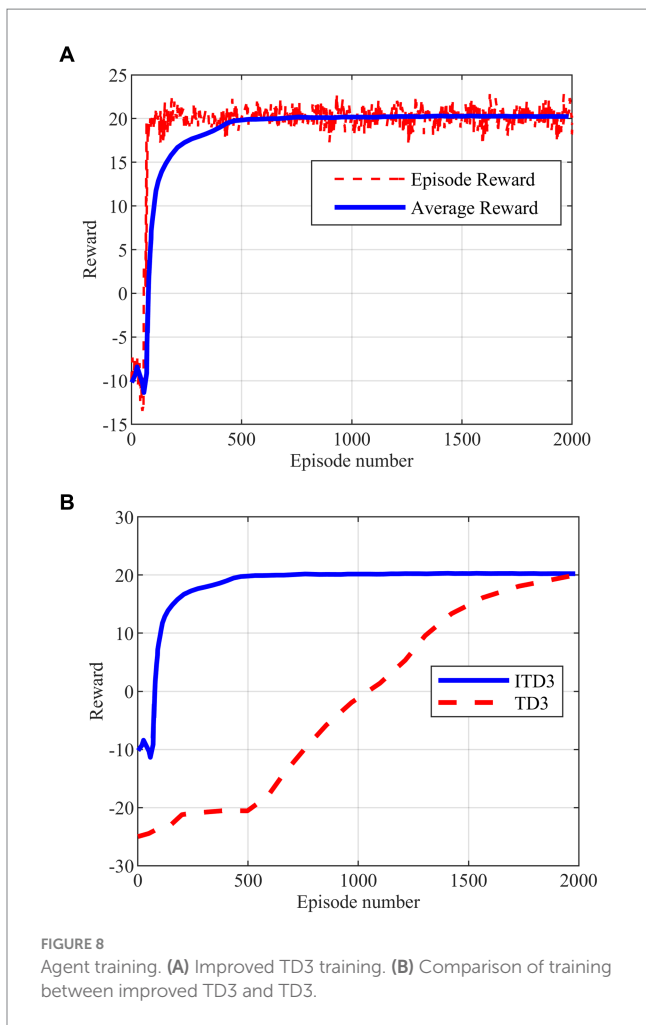 A
25
20
15
10
5
0
-5
-10
-15
Reward
Episode Reward
Average Reward
0
500
1000
1500
2000
Episode number
B
30
20
10
0
-10
-20
-30
Reward
ITD3
TD3
0
500
1000
1500
2000
Episode number
FIGURE 8
Agent training. (A) Improved TD3 training. (B) Comparison of training
between improved TD3 and TD3.